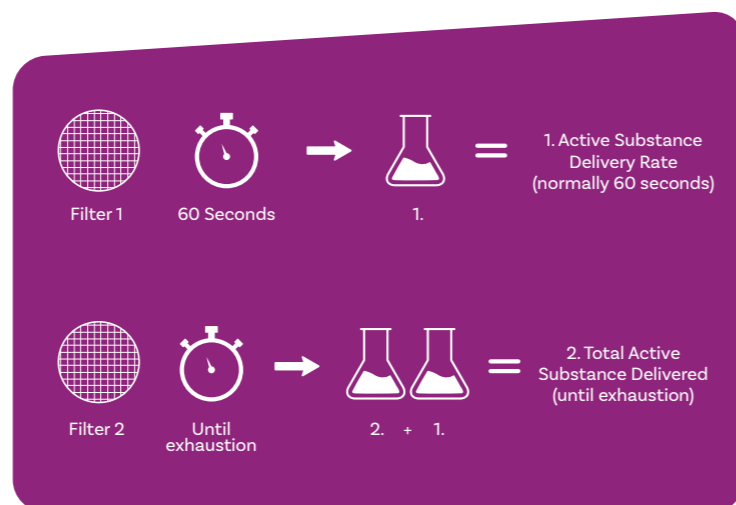 1. Active Substance
Delivery Rate
(normally 60 seconds)
Filter 1
60 Seconds
1.
2. Total Active
Substance Delivered
(until exhaustion)
Filter 2
Until
exhaustion
2. + 1.